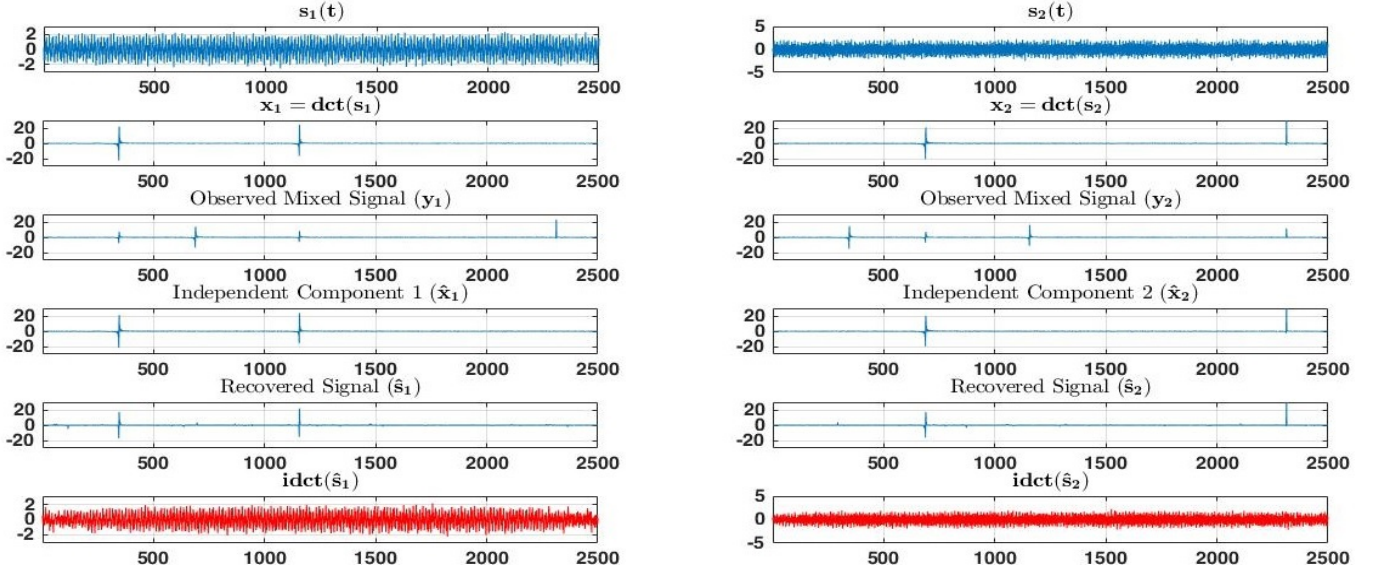 s₁(t)
2
0
-2
500 1000 1500 2000 2500
x₁ = dct(s₁)
20
0
-20
500 1000 1500 2000 2500
Observed Mixed Signal (y₁)
20
0
-20
500 1000 1500 2000 2500
Independent Component 1 (x̂₁)
20
0
-20
500 1000 1500 2000 2500
Recovered Signal (ŝ₁)
20
0
-20
500 1000 1500 2000 2500
idct(ŝ₁)
2
0
-2
500 1000 1500 2000 2500
s₂(t)
5
0
-5
500 1000 1500 2000 2500
x₂ = dct(s₂)
20
0
-20
500 1000 1500 2000 2500
Observed Mixed Signal (y₂)
20
0
-20
500 1000 1500 2000 2500
Independent Component 2 (x̂₂)
20
0
-20
500 1000 1500 2000 2500
Recovered Signal (ŝ₂)
20
0
-20
500 1000 1500 2000 2500
idct(ŝ₂)
5
0
-5
500 1000 1500 2000 2500